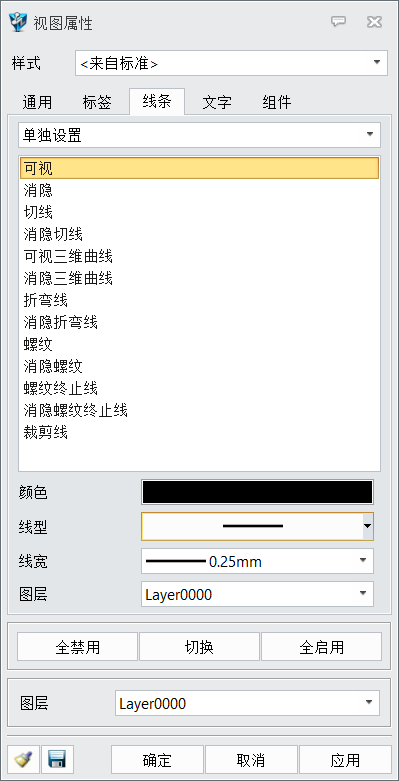 视图属性
样式 <来自标准>
通用 标签 线条 文字 组件
单独设置
可视
消隐
切线
消隐切线
可视三维曲线
消隐三维曲线
折弯线
消隐折弯线
螺纹
消隐螺纹
螺纹终止线
消隐螺纹终止线
裁剪线
颜色
线型
线宽 0.25mm
图层 Layer0000
全禁用 切换 全启用
图层 Layer0000
确定 取消 应用